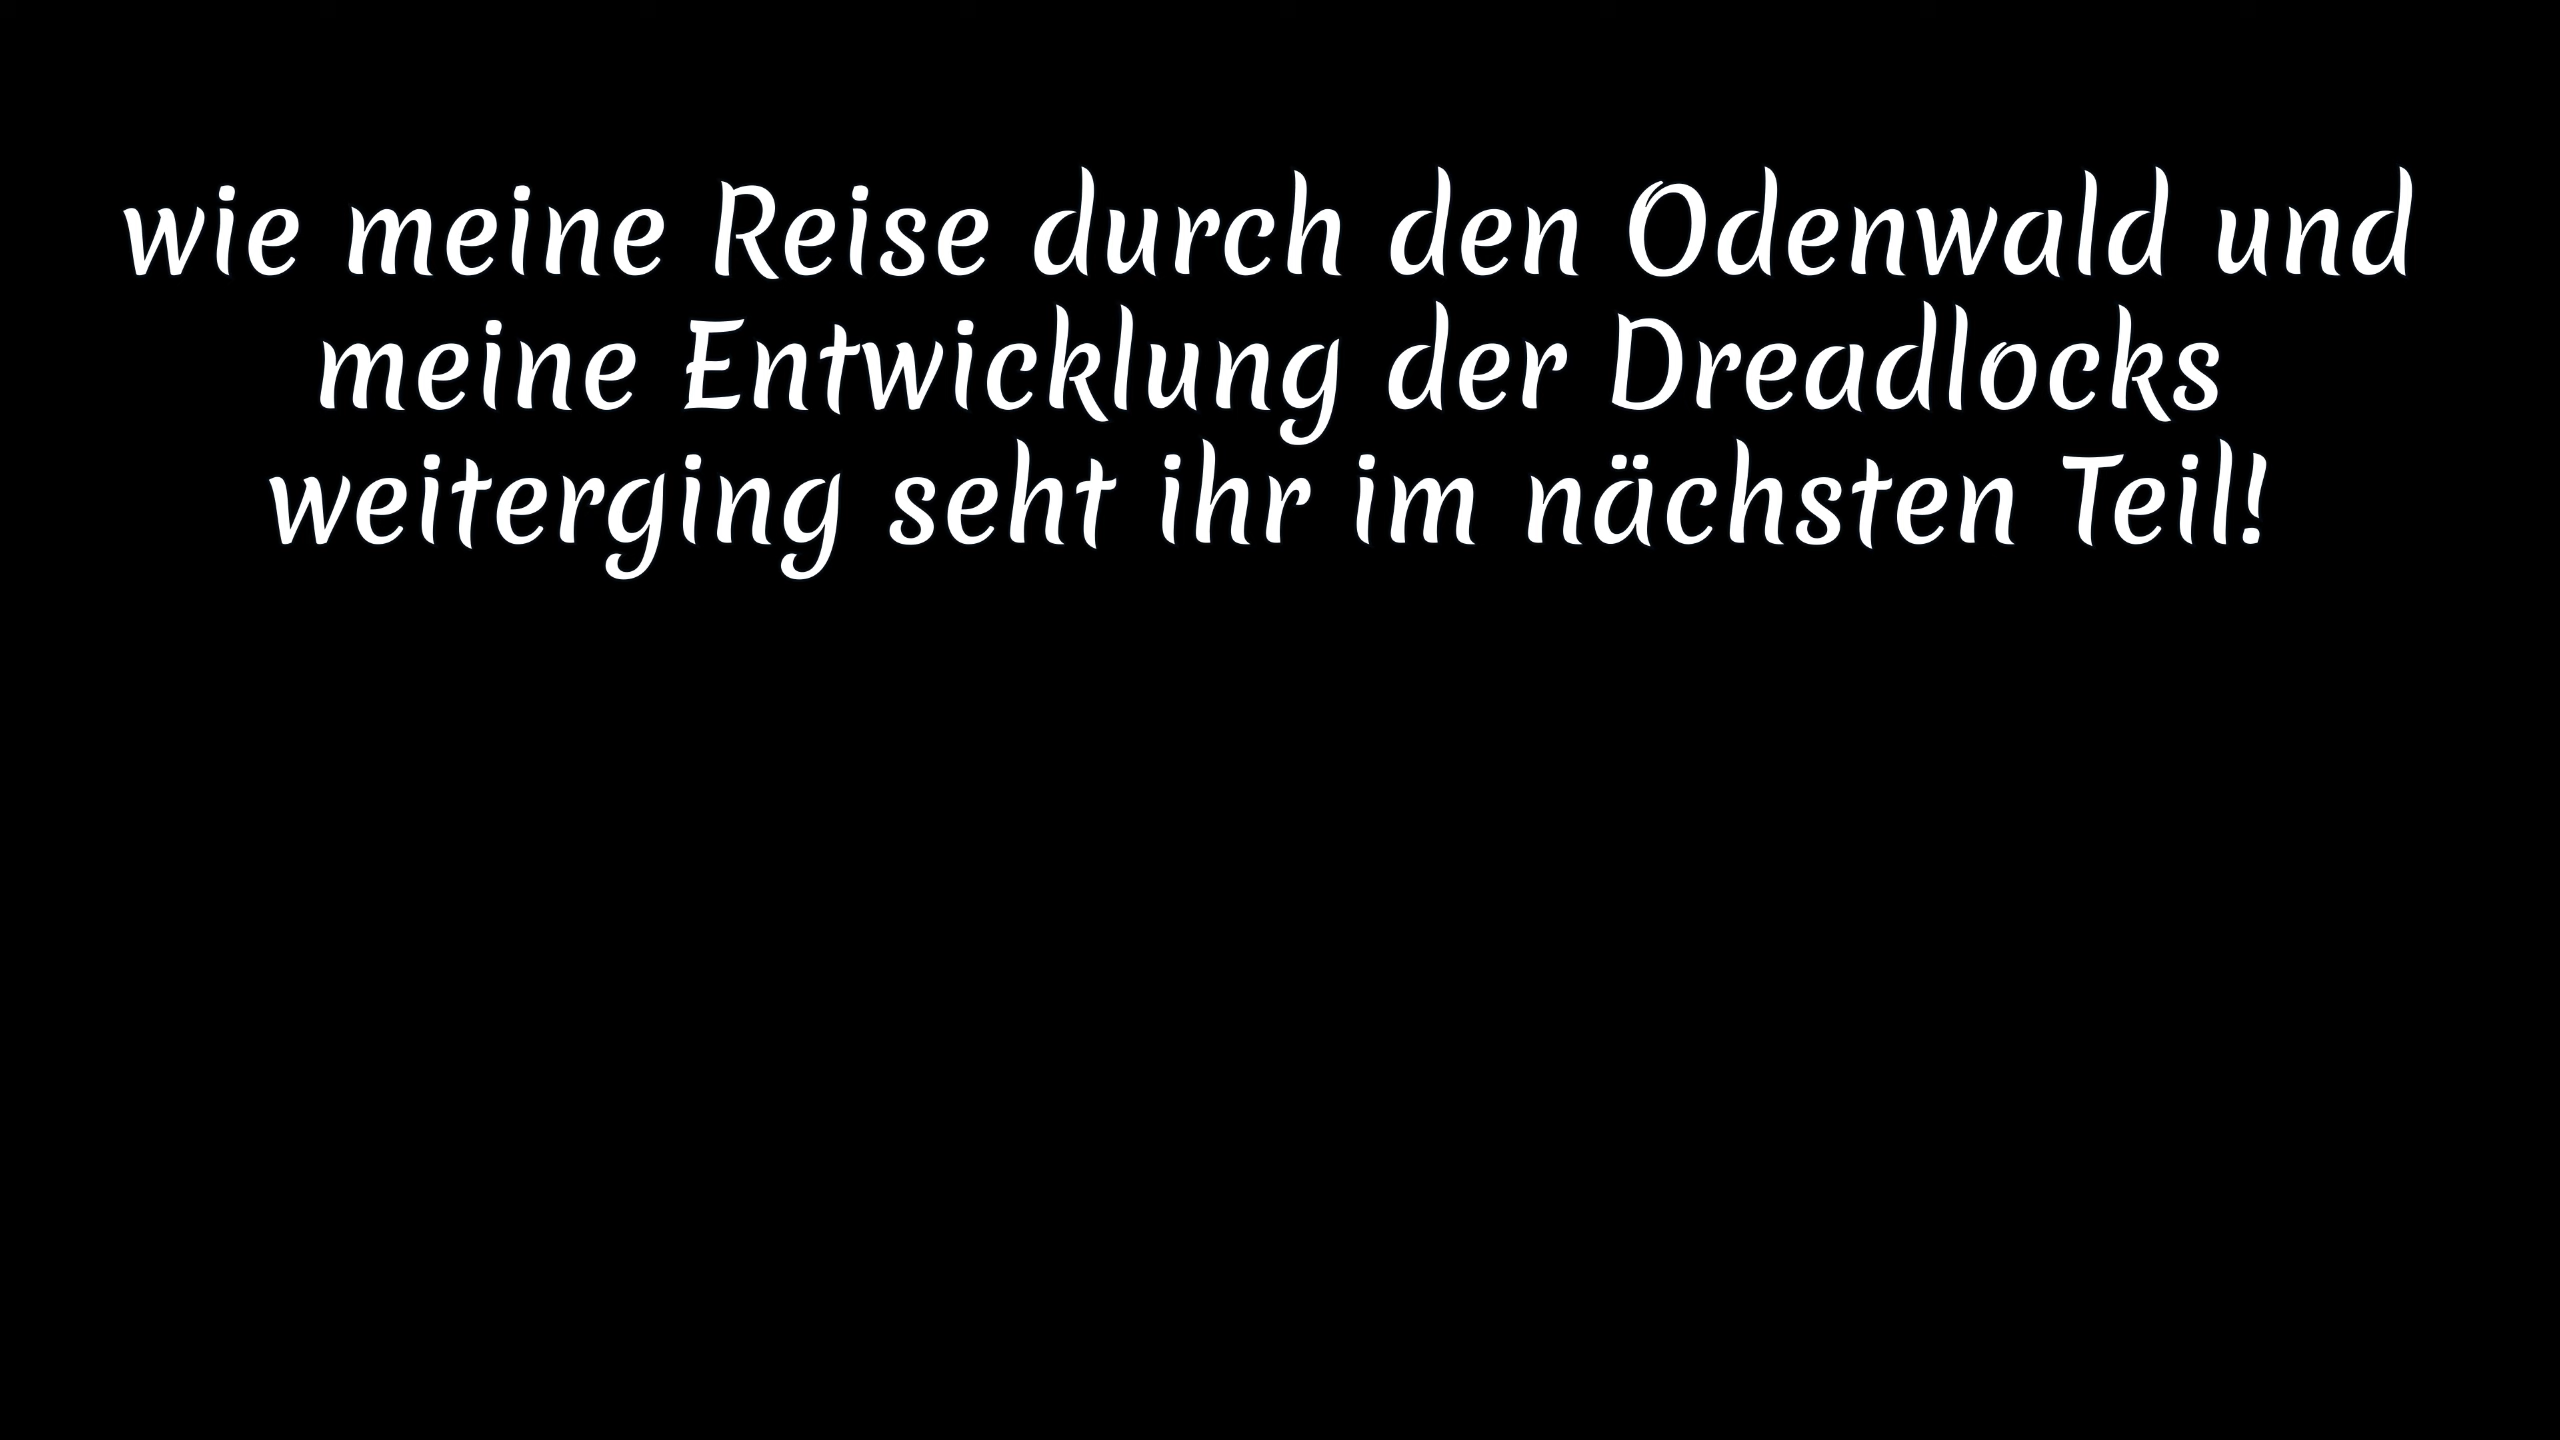 wie meine Reise durch den Odenwald und
meine Entwicklung der Dreadlocks
weiterging seht ihr im nächsten Teil!